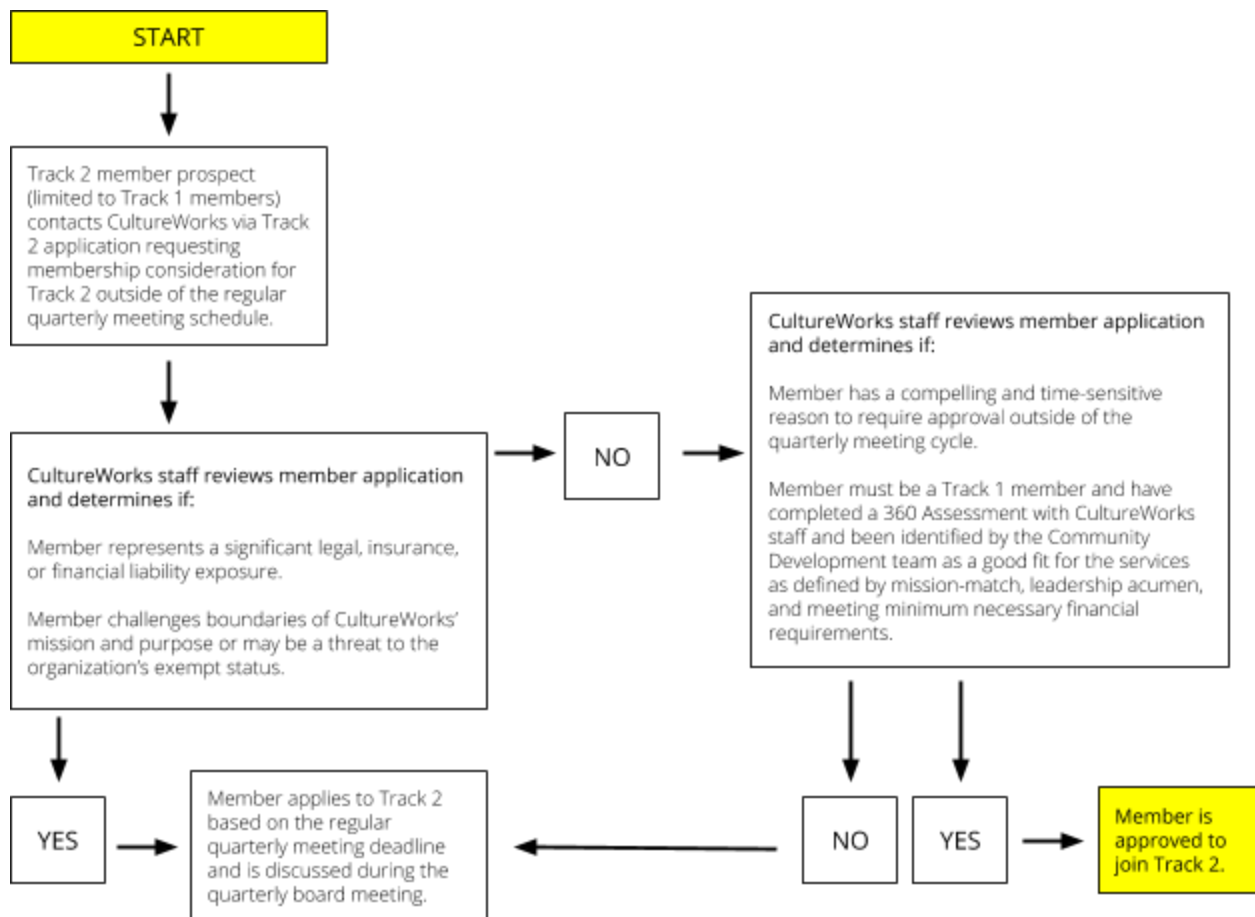 START
Track 2 member prospect
(limited to Track 1 members)
contacts CultureWorks via Track
2 application requesting
membership consideration for
Track 2 outside of the regular
quarterly meeting schedule.
CultureWorks staff reviews member application
and determines if:
Member represents a significant legal, insurance,
or financial liability exposure.
Member challenges boundaries of CultureWorks'
mission and purpose or may be a threat to the
organization's exempt status.
NO
CultureWorks staff reviews member application
and determines if:
Member has a compelling and time-sensitive
reason to require approval outside of the
quarterly meeting cycle.
Member must be a Track 1 member and have
completed a 360 Assessment with CultureWorks
staff and been identified by the Community
Development team as a good fit for the services
as defined by mission-match, leadership acumen,
and meeting minimum necessary financial
requirements.
YES
Member applies to Track 2
based on the regular
quarterly meeting deadline
and is discussed during the
quarterly board meeting.
NO
YES
Member is
approved to
join Track 2.